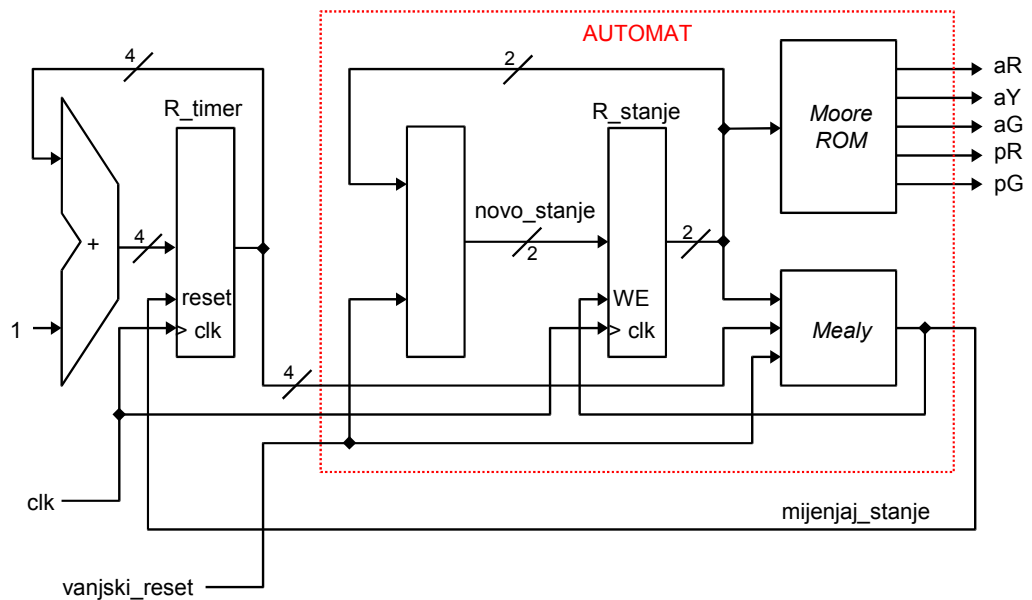 AUTOMAT
4
2
aR
aY
aG
pR
pG
Moore
ROM
R_timer
R_stanje
novo_stanje
+
4
2
2
reset
WE
1
> clk
> clk
Mealy
4
clk
mijenjaj_stanje
vanjski_reset